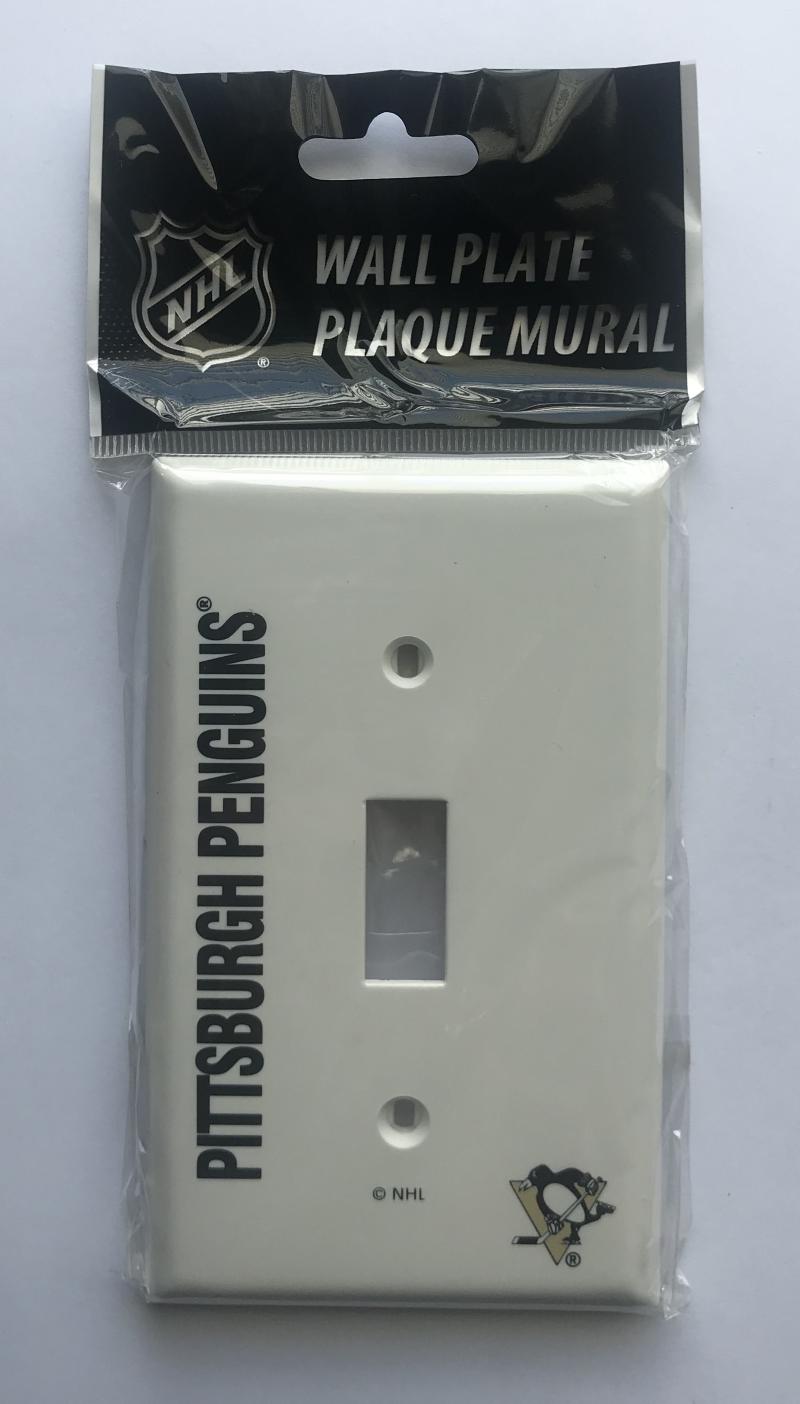 NHL
®
WALL PLATE
PLAQUE MURAL
PITTSBURGH PENGUINS®
© NHL
®